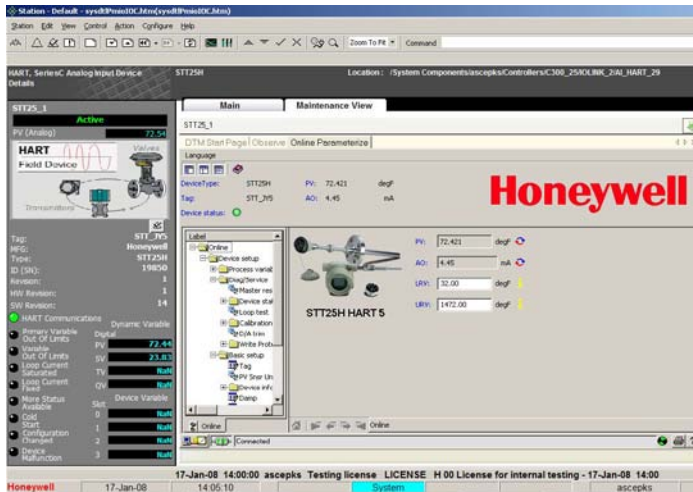 Station - Default - sysdtlPmioIOC.htm(sysdtlPmioIOC.htm)
Station Edit View Control Action Configure Help
Zoom To Fit Command
HART, SeriesC Analog Input Device Details
STT25H
Location : /System Components/ascepks/Controllers/C300_25/IOLINK_2/AI_HART_29
STT25_1
Active
PV (Analog) 72.54
HART
Field Device
Valves
Transmitters
Tag: STT_JY5
MFG: Honeywell
Type: STT25H
ID (SN): 19850
Revision: 1
HW Revision: 1
SW Revision: 14
HART Communications
Dynamic Variable
Digital
Primary Variable Out Of Limits
PV 72.44
Variable Out Of Limits
SV 23.83
Loop Current Saturated
TV NaN
Loop Current Fixed
QV NaN
More Status Available
Device Variable
Slot
Cold Start
0 NaN
Configuration Changed
1 NaN
2 NaN
Device Malfunction
3 NaN
Main Maintenance View
STT25_1
DTM Start Page Observe Online Parameterize
Language
DeviceType: STT25H PV: 72.421 degF
Tag: STT_JY5 AO: 4.45 mA
Device status:
Honeywell
Label
Online
Device setup
Process variab
Diag/Service
Master res
Device stat
Loop test
Calibration
D/A trim
Write Prot
Basic setup
Tag
PV Snsr Un
Device info
Damp
Online
STT25H HART 5
PV: 72.421 degF
AO: 4.45 mA
LRV: 32.00 degF
URV: 1472.00 degF
Online
Connected
17-Jan-08 14:00:00 ascepks Testing license LICENSE H 00 License for internal testing - 17-Jan-08 14:00
Honeywell 17-Jan-08 14:05:10 System ascepks